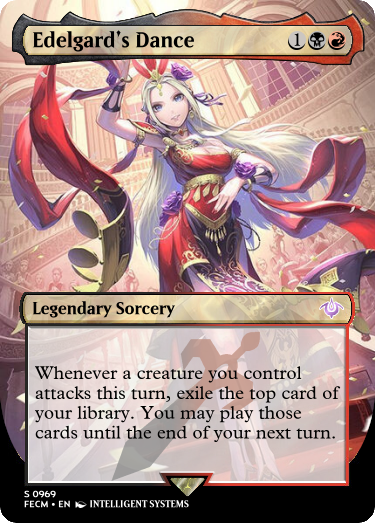 Edelgard's Dance 1
Legendary Sorcery
Whenever a creature you control
attacks this turn, exile the top card of
your library. You may play those
cards until the end of your next turn.
S 0969
FECM • EN INTELLIGENT SYSTEMS